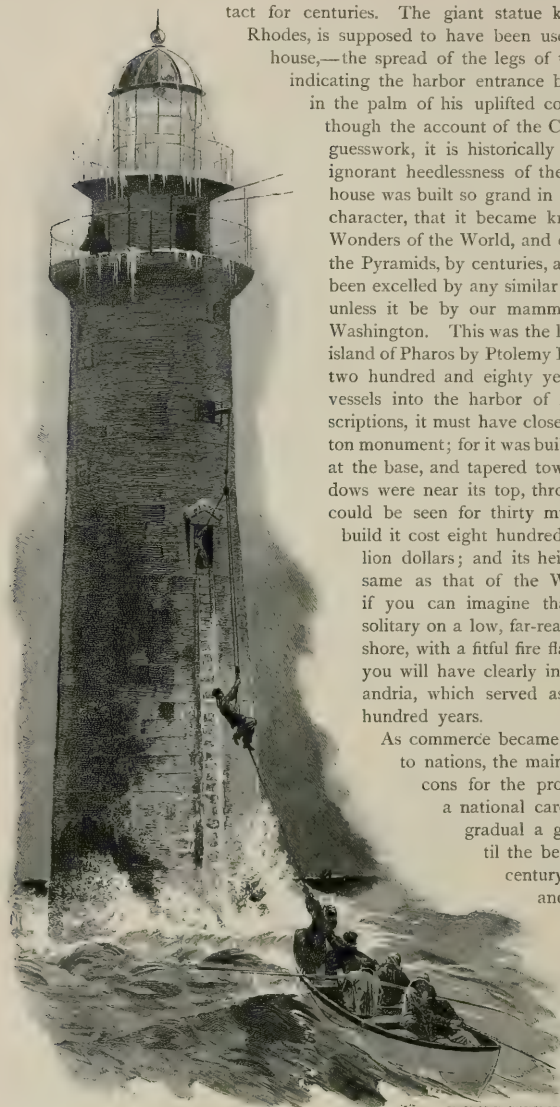 tact for centuries. The giant statue k
Rhodes, is supposed to have been use
house,—the spread of the legs of
indicating the harbor entrance b
in the palm of his uplifted co
though the account of the C
guesswork, it is historically
ignorant heedlessness of the
house was built so grand in
character, that it became k
Wonders of the World, and
the Pyramids, by centuries, a
been excelled by any similar
unless it be by our mamm
Washington. This was the l
island of Pharos by Ptolemy
two hundred and eighty ye
vessels into the harbor of
scriptions, it must have close
ton monument; for it was buil
at the base, and tapered tow
dows were near its top, thro
could be seen for thirty m
build it cost eight hundred
lion dollars; and its hei
same as that of the W
if you can imagine tha
solitary on a low, far-rea
shore, with a fitful fire fla
you will have clearly in
andria, which served as
hundred years.
As commerce became
to nations, the main
cons for the pro
a national car
gradual a g
til the be
century
and